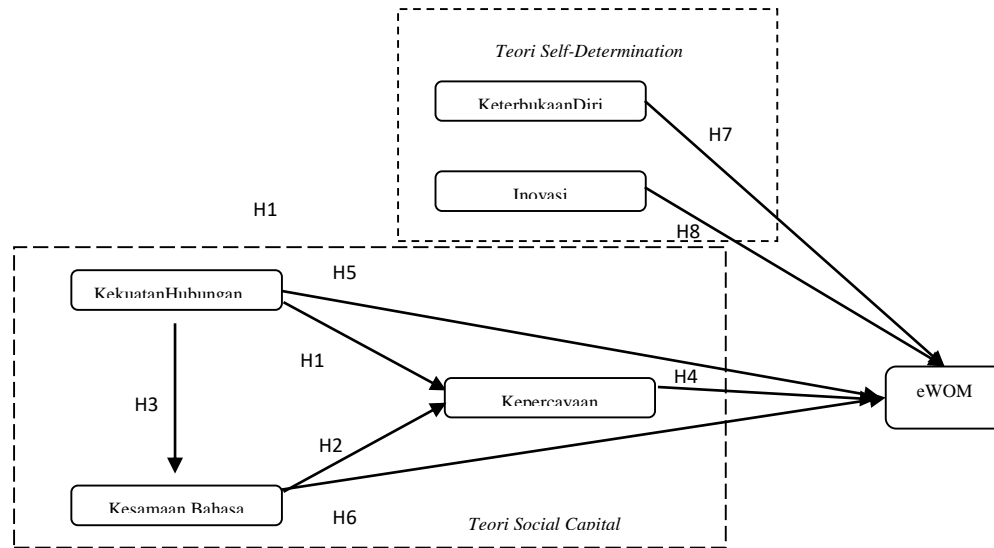 Teori Self-Determination
KeterbukaanDiri
H7
Inovasi
H1
H8
H5
KekuatanHubungan
H1
H4
eWOM
H3
Kepercayaan
H2
Kesamaan Bahasa
H6
Teori Social Capital